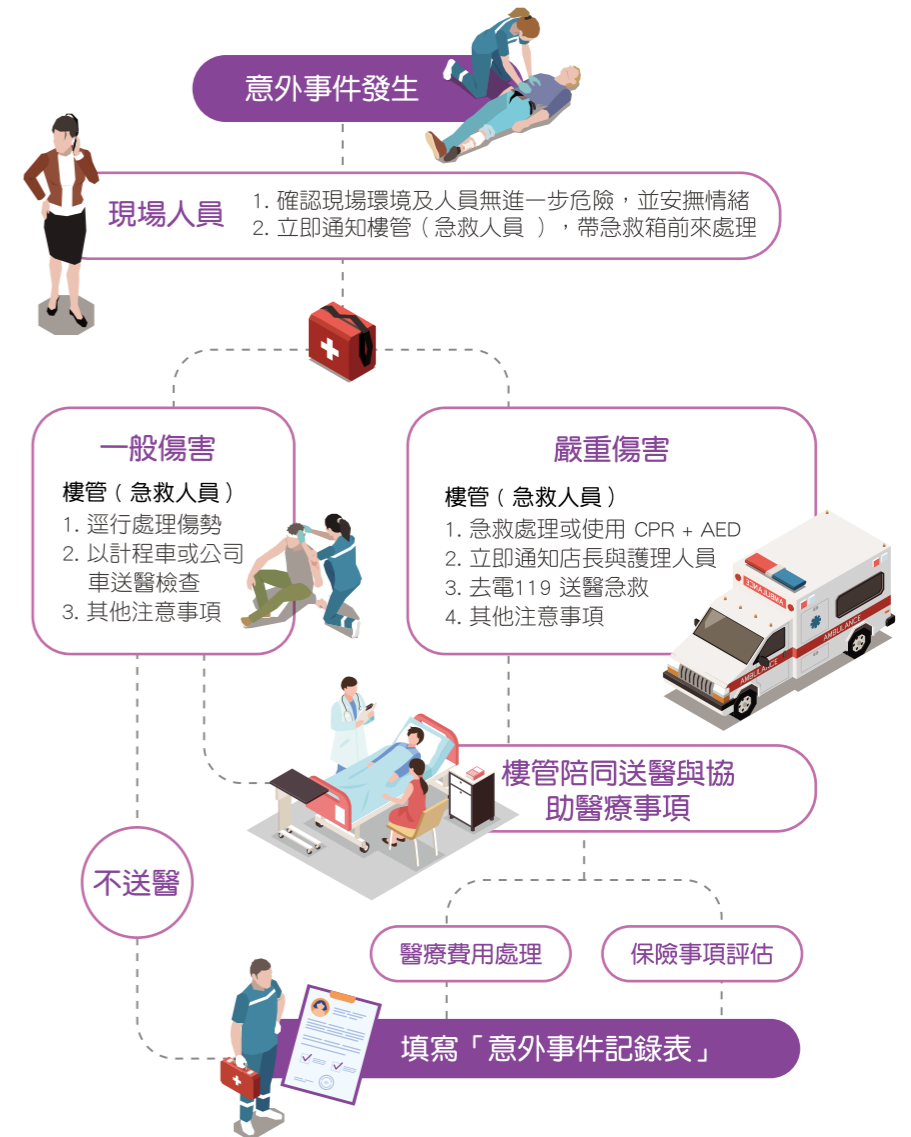 意外事件發生
現場人員
1. 確認現場環境及人員無進一步危險，並安撫情緒
2. 立即通知樓管（急救人員 ），帶急救箱前來處理
一般傷害
樓管（急救人員）
1. 逕行處理傷勢
2. 以計程車或公司
車送醫檢查
3. 其他注意事項
嚴重傷害
樓管（急救人員）
1. 急救處理或使用 CPR + AED
2. 立即通知店長與護理人員
3. 去電119 送醫急救
4. 其他注意事項
AMBULANCE
AMBULANCE
AMBULANCE
樓管陪同送醫與協
助醫療事項
不送醫
醫療費用處理
保險事項評估
填寫「意外事件記錄表」